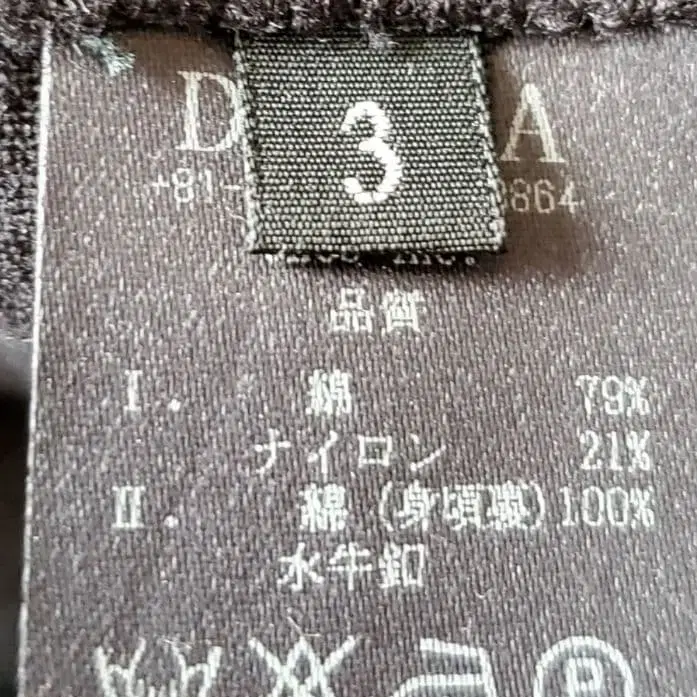 3
D A
+81- 3864
品質
I. 綿 79%
ナイロン 21%
II. 綿(身頃裏)100%
水牛釦
P